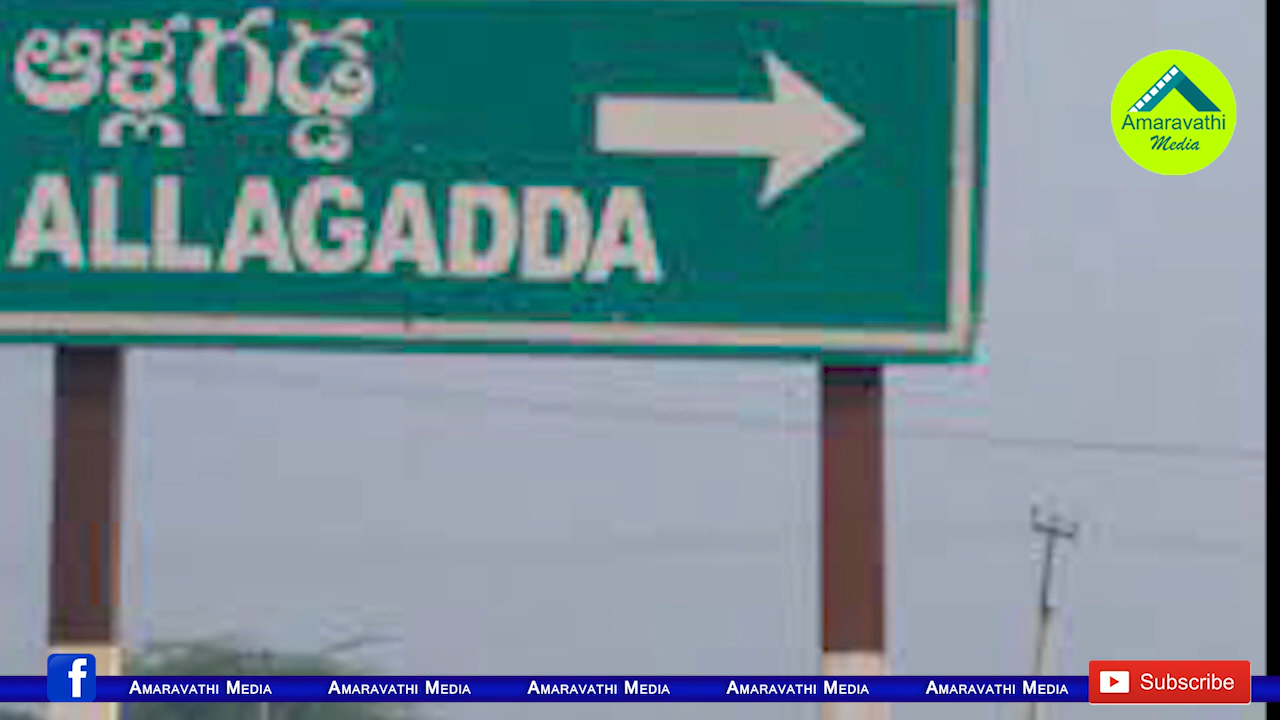 ఆళ్లగడ్డ
ALLAGADDA
Amaravathi
Media
f Amaravathi Media Amaravathi Media Amaravathi Media Amaravathi Media Amaravathi Media Subscribe